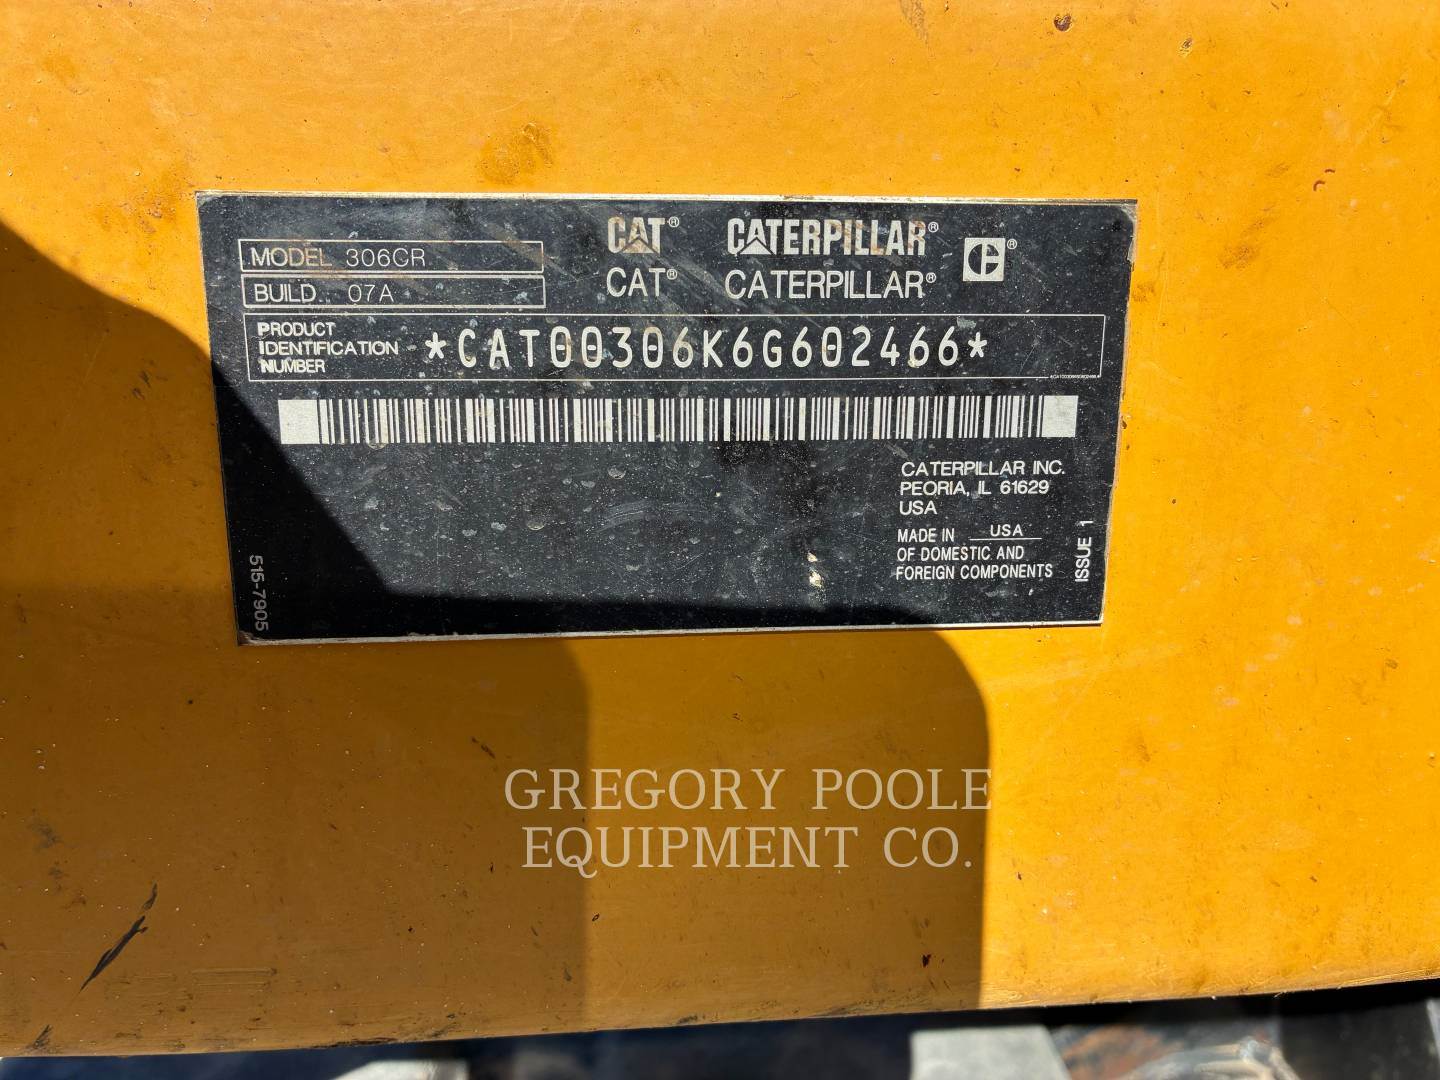 CAT® CATERPILLAR®
CAT® CATERPILLAR®
MODEL 306CR
BUILD.. 07A
PRODUCT
IDENTIFICATION
NUMBER
*CAT00306K6G602466*
CATERPILLAR INC.
PEORIA, IL 61629
USA
MADE IN USA
OF DOMESTIC AND
FOREIGN COMPONENTS
ISSUE 1
515-7905
GREGORY POOLE
EQUIPMENT CO.